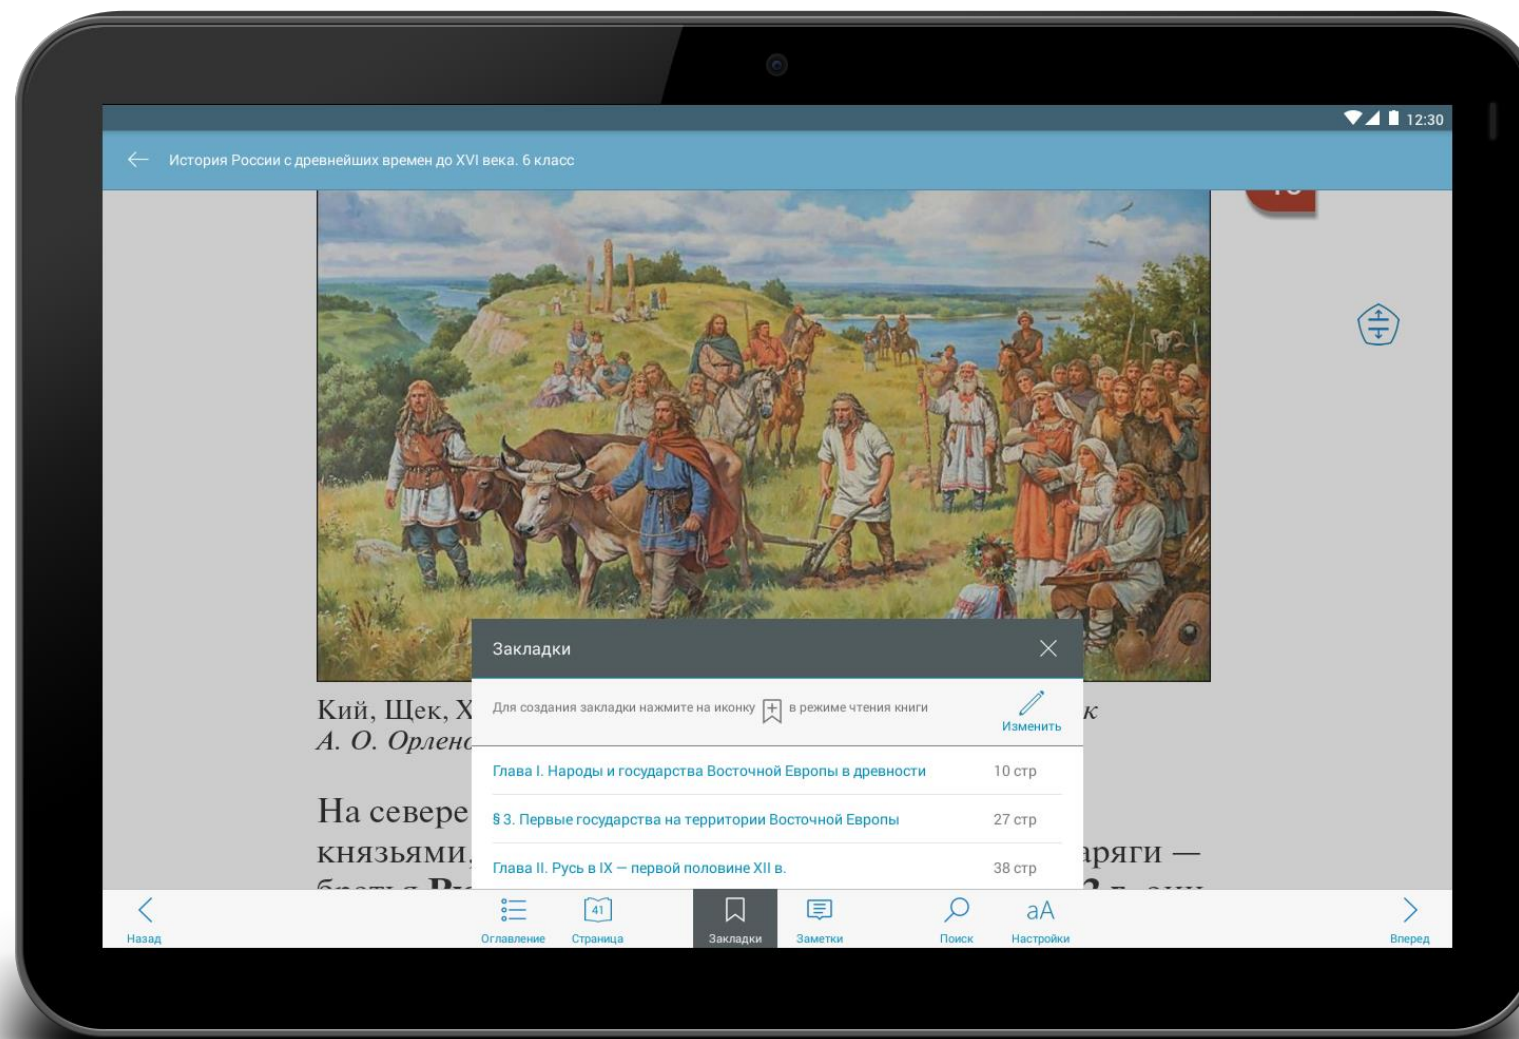 12:30
История России с древнейших времен до XVI века. 6 класс
Закладки
Для создания закладки нажмите на иконку в режиме чтения книги
Изменить
Кий, Щек,
А. О.
Глава I. Народы и государства Восточной Европы в древности 10 стр
На севере
§ 3. Первые государства на территории Восточной Европы 27 стр
князьями,
Глава II. Русь в IX — первой половине XII в. 38 стр
41
aA
Назад Оглавление Страница Закладки Заметки Поиск Настройки Вперед